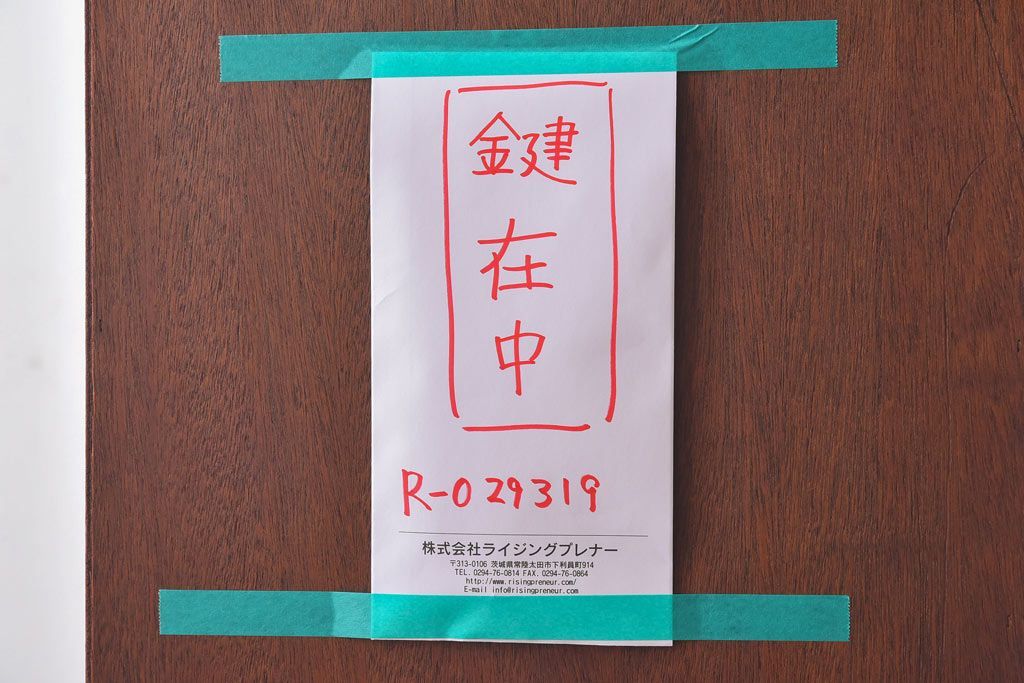 鍵在中
R-029319
株式会社ライジングプレナー
〒313-0106 茨城県常陸太田市下利員町914
TEL. 0294-76-0814 FAX. 0294-76-0864
http://www.risingpreneur.com/
E-mail info@risingpreneur.com